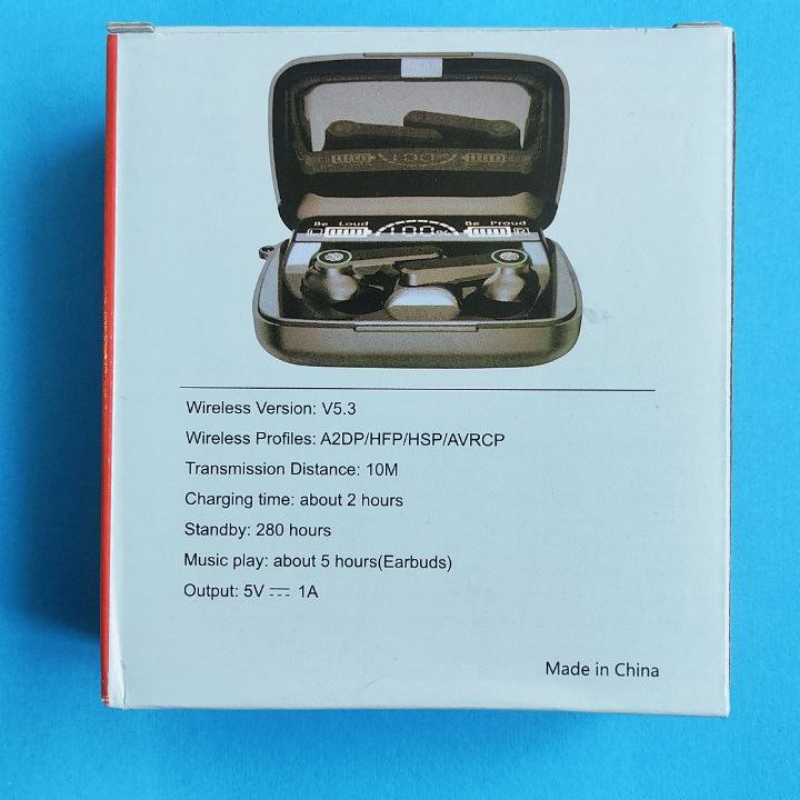 Be Loud
Be Proud
L
100%
R
Wireless Version: V5.3
Wireless Profiles: A2DP/HFP/HSP/AVRCP
Transmission Distance: 10M
Charging time: about 2 hours
Standby: 280 hours
Music play: about 5 hours(Earbuds)
Output: 5V ⎓ 1A
Made in China